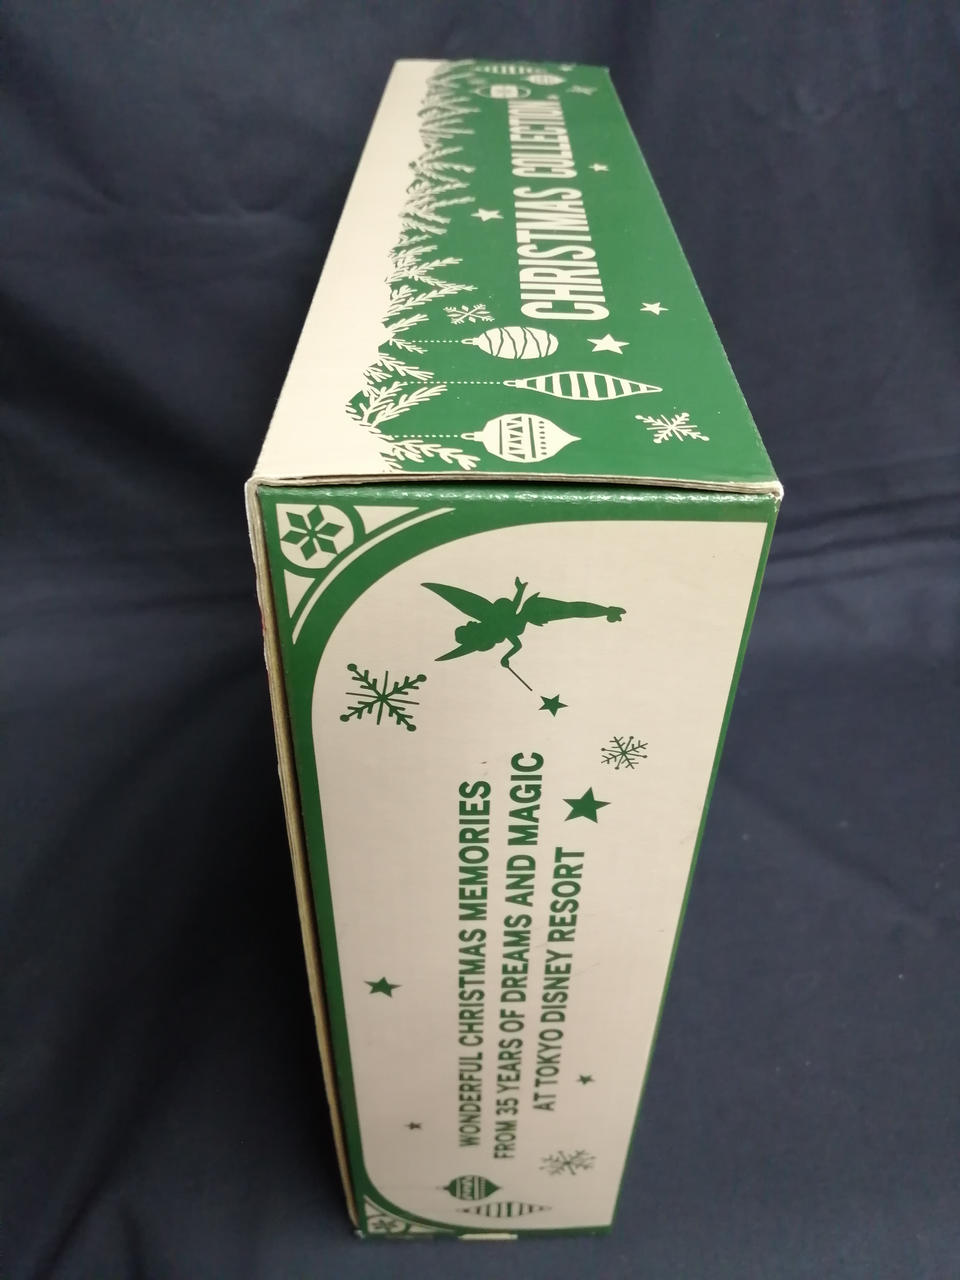 CHRISTMAS COLLECTION
WONDERFUL CHRISTMAS MEMORIES
FROM 35 YEARS OF DREAMS AND MAGIC
AT TOKYO DISNEY RESORT